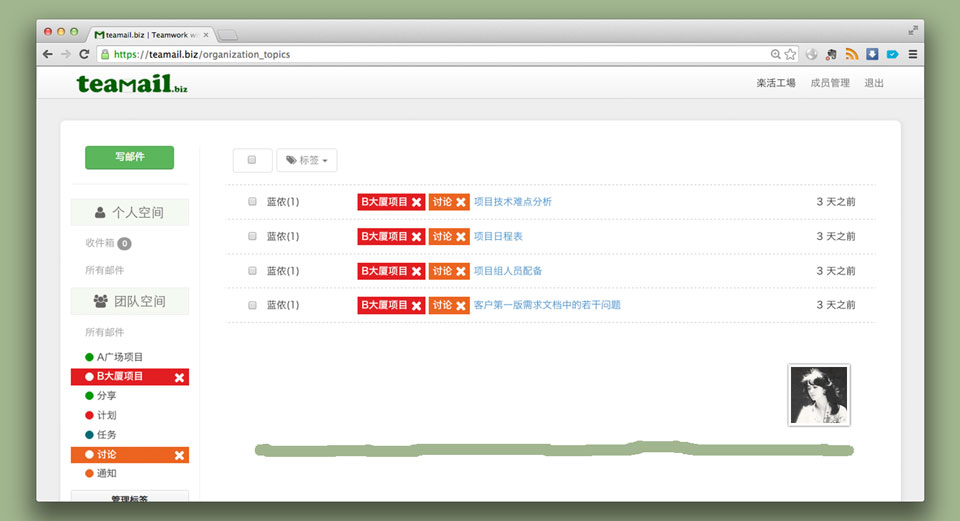 teamail.biz | Teamwork w
https://teamail.biz/organization_topics
teamail.biz
楽活工場 成员管理 退出
写邮件
标签
个人空间
收件箱 0
所有邮件
团队空间
所有邮件
A广场项目
B大厦项目
分享
计划
任务
讨论
通知
管理标签
蓝侬(1) B大厦项目 讨论 项目技术难点分析 3 天之前
蓝侬(1) B大厦项目 讨论 项目日程表 3 天之前
蓝侬(1) B大厦项目 讨论 项目组人员配备 3 天之前
蓝侬(1) B大厦项目 讨论 客户第一版需求文档中的若干问题 3 天之前